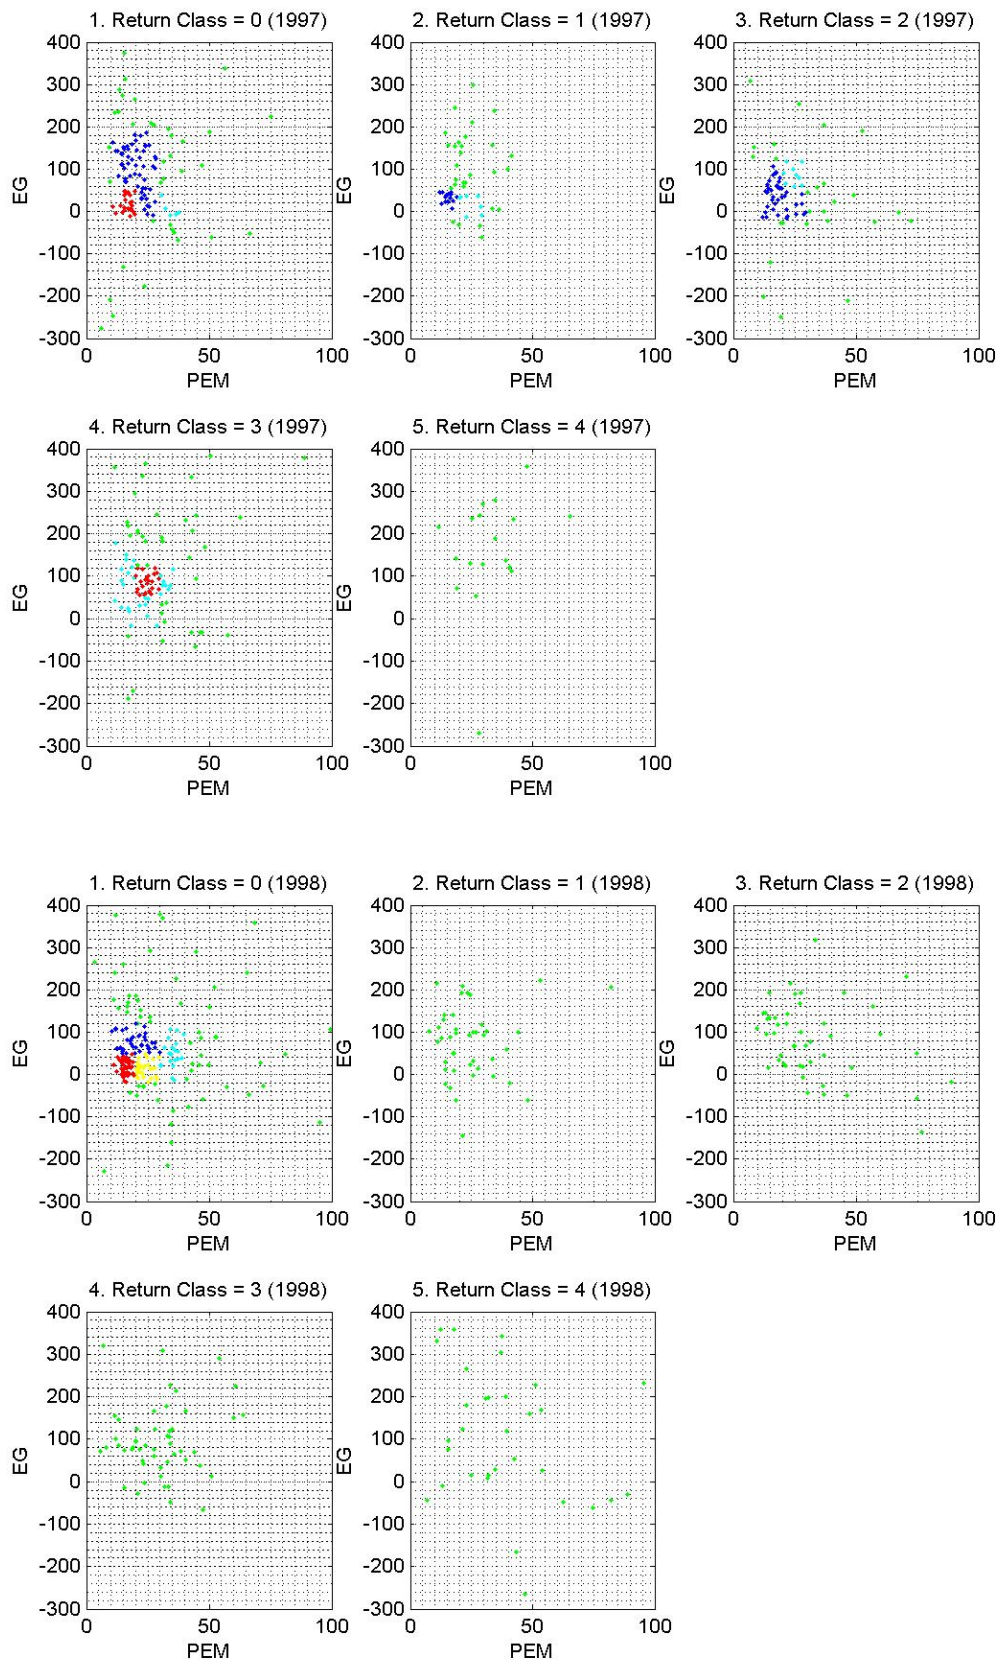 1. Return Class = 0 (1997)
2. Return Class = 1 (1997)
3. Return Class = 2 (1997)
400
300
200
100
0
-100
-200
-300
EG
0 50 100
PEM
400
300
200
100
0
-100
-200
-300
EG
0 50 100
PEM
400
300
200
100
0
-100
-200
-300
EG
0 50 100
PEM
4. Return Class = 3 (1997)
5. Return Class = 4 (1997)
400
300
200
100
0
-100
-200
-300
EG
0 50 100
PEM
400
300
200
100
0
-100
-200
-300
EG
0 50 100
PEM
1. Return Class = 0 (1998)
2. Return Class = 1 (1998)
3. Return Class = 2 (1998)
400
300
200
100
0
-100
-200
-300
EG
0 50 100
PEM
400
300
200
100
0
-100
-200
-300
EG
0 50 100
PEM
400
300
200
100
0
-100
-200
-300
EG
0 50 100
PEM
4. Return Class = 3 (1998)
5. Return Class = 4 (1998)
400
300
200
100
0
-100
-200
-300
EG
0 50 100
PEM
400
300
200
100
0
-100
-200
-300
EG
0 50 100
PEM